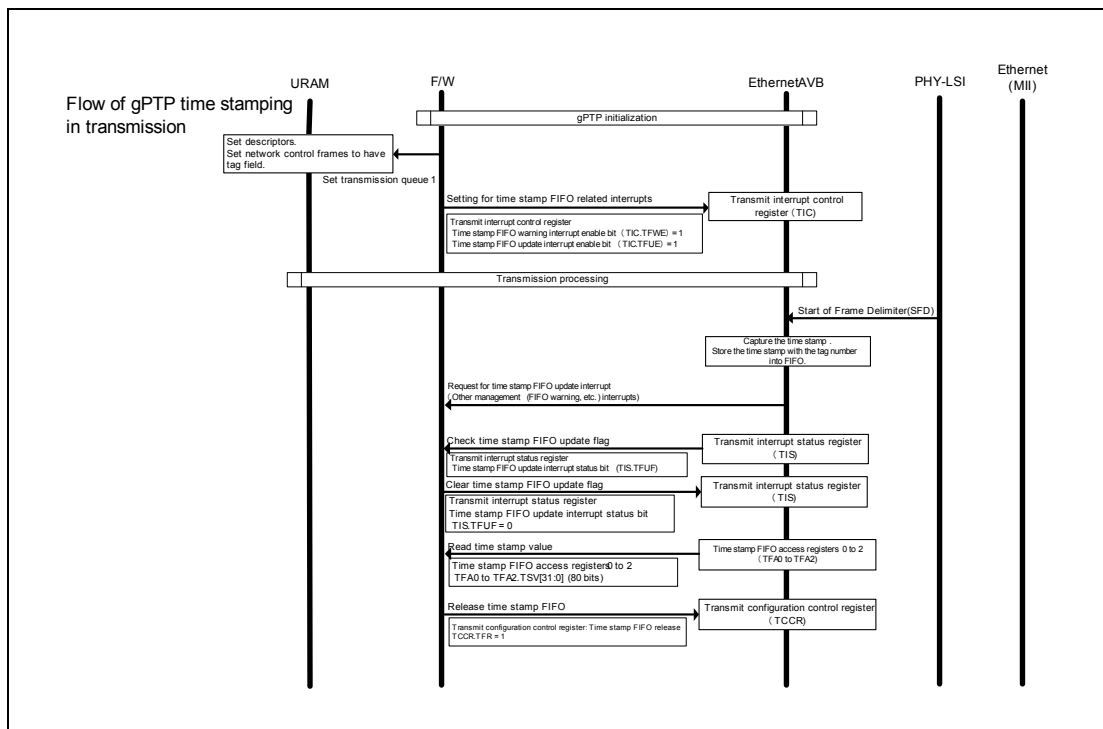 Flow of gPTP time stamping
in transmission
URAM
F/W
EthernetAVB
PHY-LSI
Ethernet
(MII)
gPTP initialization
Set descriptors.
Set network control frames to have
tag field.
Set transmission queue 1
Setting for time stamp FIFO related interrupts
Transmit interrupt control
register (TIC)
Transmit interrupt control register
Time stamp FIFO warning interrupt enable bit (TIC.TFWE) = 1
Time stamp FIFO update interrupt enable bit (TIC.TFUE) = 1
Transmission processing
Start of Frame Delimiter(SFD)
Capture the time stamp .
Store the time stamp with the tag number
into FIFO.
Request for time stamp FIFO update interrupt
(Other management (FIFO warning, etc.) interrupts)
Check time stamp FIFO update flag
Transmit interrupt status register
(TIS)
Transmit interrupt status register
Time stamp FIFO update interrupt status bit (TIS.TFUF)
Clear time stamp FIFO update flag
Transmit interrupt status register
(TIS)
Transmit interrupt status register
Time stamp FIFO update interrupt status bit
TIS.TFUF = 0
Read time stamp value
Time stamp FIFO access registers 0 to 2
(TFA0 to TFA2)
Time stamp FIFO access registers0 to 2
TFA0 to TFA2.TSV[31:0] (80 bits)
Release time stamp FIFO
Transmit configuration control register
(TCCR)
Transmit configuration control register: Time stamp FIFO release
TCCR.TFR = 1